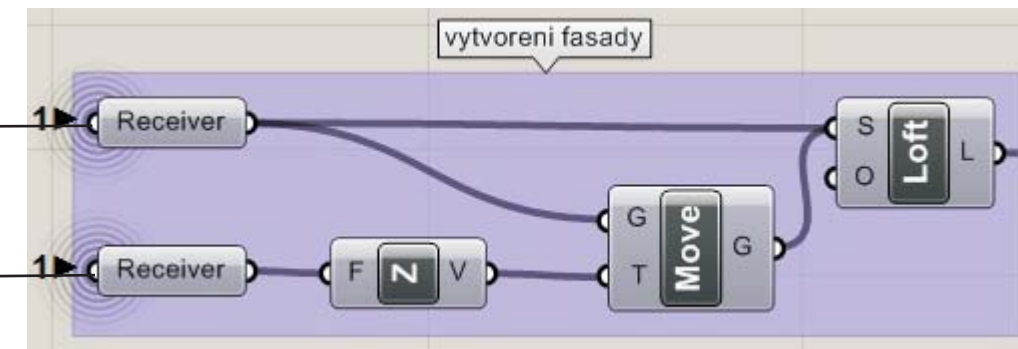 vytvoreni fasady
1 Receiver
S
O
Loft
L
G
T
Move
G
1 Receiver
F
Z
V